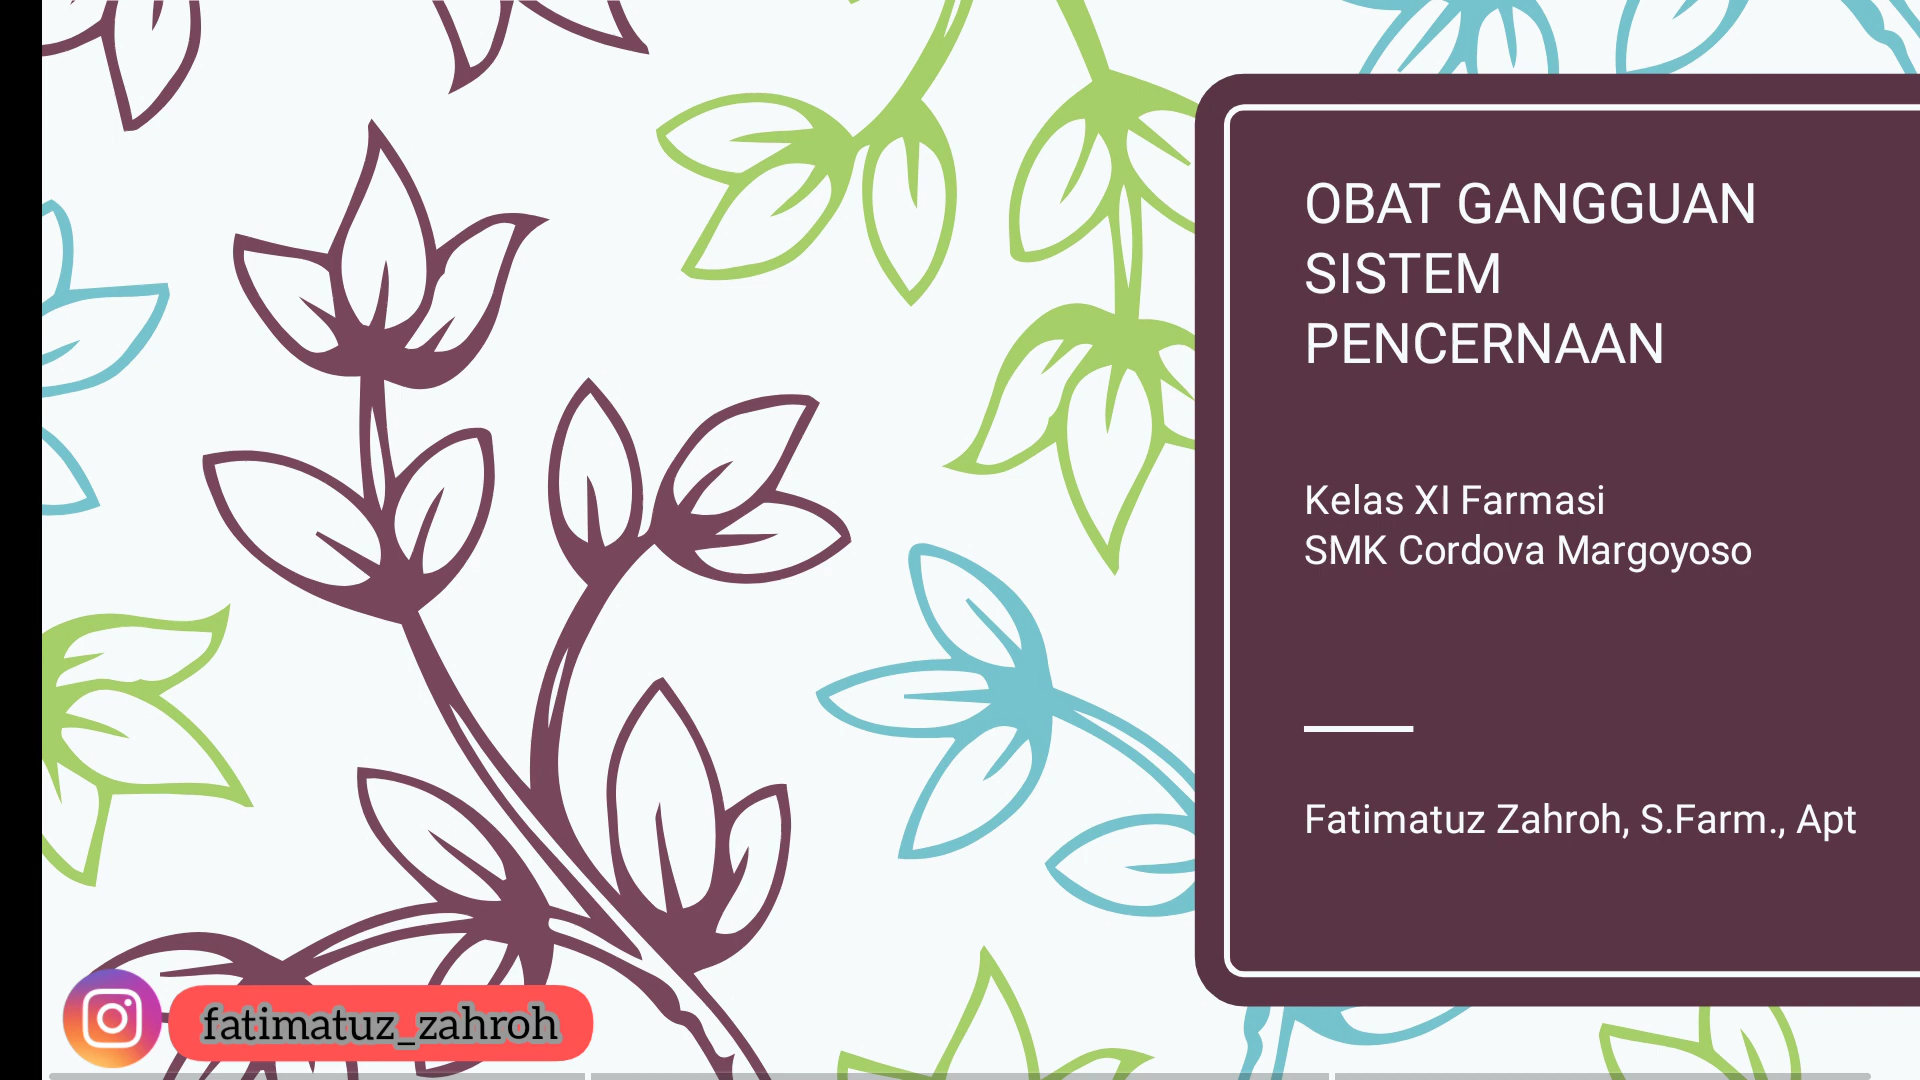 OBAT GANGGUAN
SISTEM
PENCERNAAN
Kelas XI Farmasi
SMK Cordova Margoyoso
Fatimatuz Zahroh, S.Farm., Apt
fatimatuz_zahroh